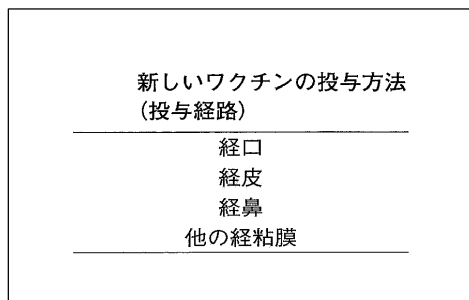 新しいワクチンの投与方法
(投与経路)
経口
経皮
経鼻
他の経粘膜